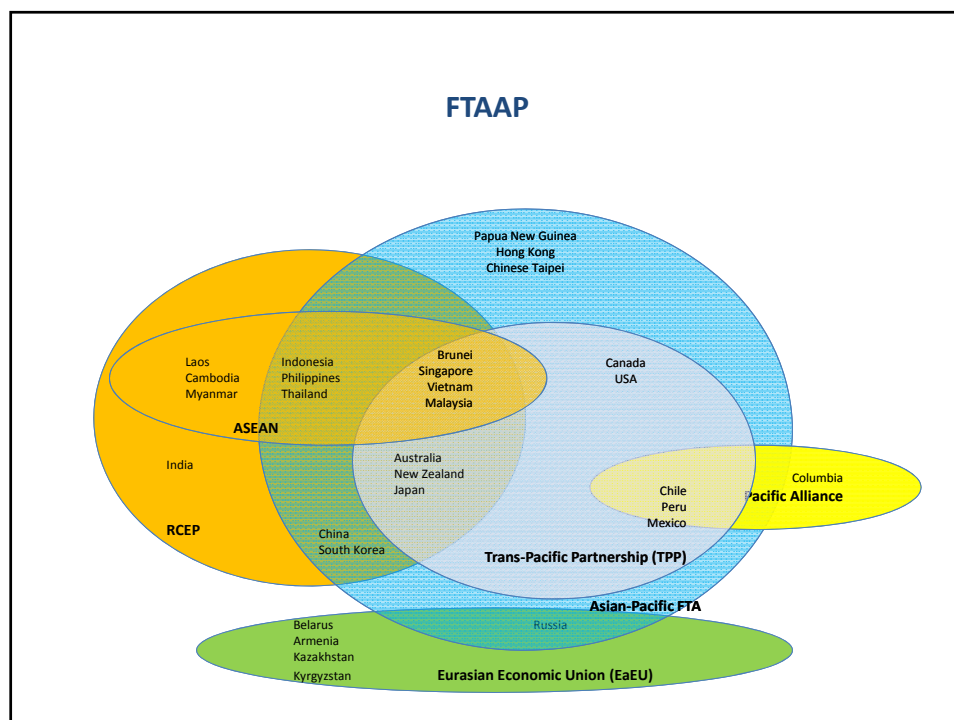 FTAAP
Papua New Guinea
Hong Kong
Chinese Taipei
Laos
Cambodia
Myanmar
Indonesia
Philippines
Thailand
Brunei
Singapore
Vietnam
Malaysia
Canada
USA
ASEAN
India
Australia
New Zealand
Japan
Columbia
Pacific Alliance
Chile
Peru
Mexico
RCEP
China
South Korea
Trans-Pacific Partnership (TPP)
Asian-Pacific FTA
Belarus
Armenia
Kazakhstan
Kyrgyzstan
Russia
Eurasian Economic Union (EaEU)